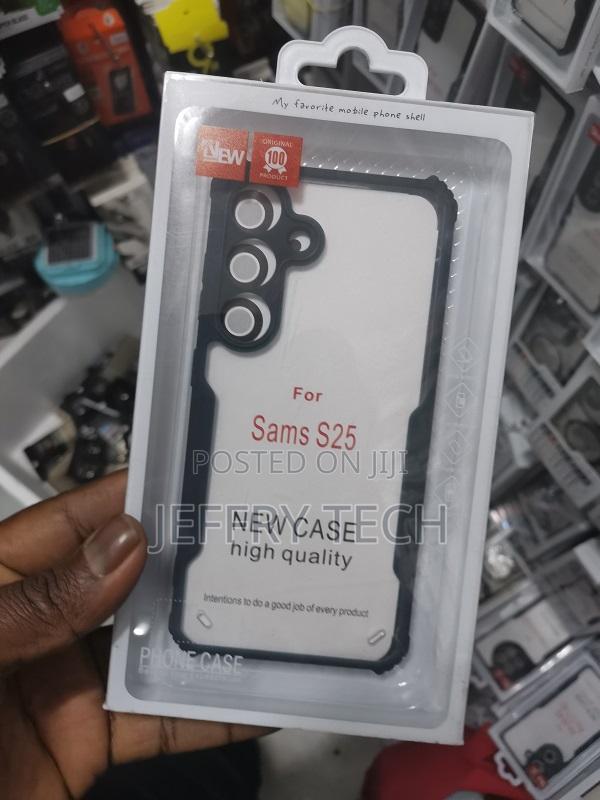 My favorite mobile phone shell
NEW
ORIGINAL
100
PRODUCT
For
Sams S25
POSTED ON JIJI
JEFFRY TECH
NEW CASE
high quality
Intentions to do a good job of every product
PHONE CASE